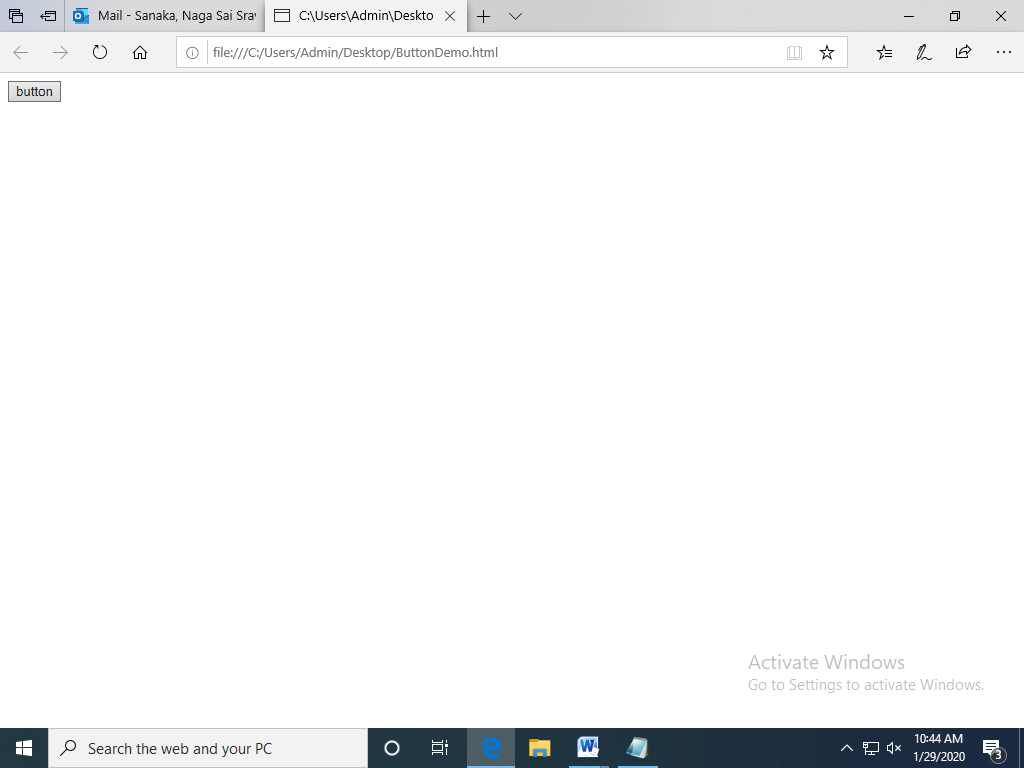 Mail - Sanaka, Naga Sai Sra
C:\Users\Admin\Deskto
file:///C:/Users/Admin/Desktop/ButtonDemo.html
button
Activate Windows
Go to Settings to activate Windows.
Search the web and your PC
10:44 AM
1/29/2020
3